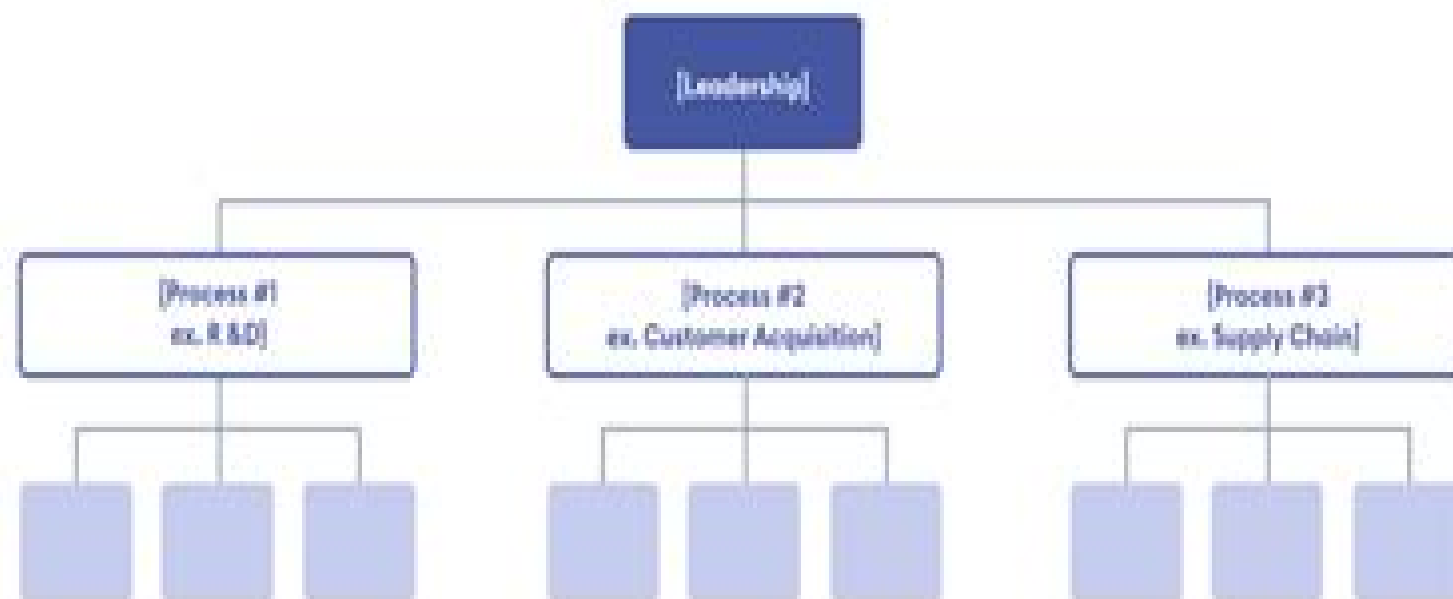 [Leadership]
[Process #1
ex. R &D]
[Process #2
ex. Customer Acquisition]
[Process #3
ex. Supply Chain]